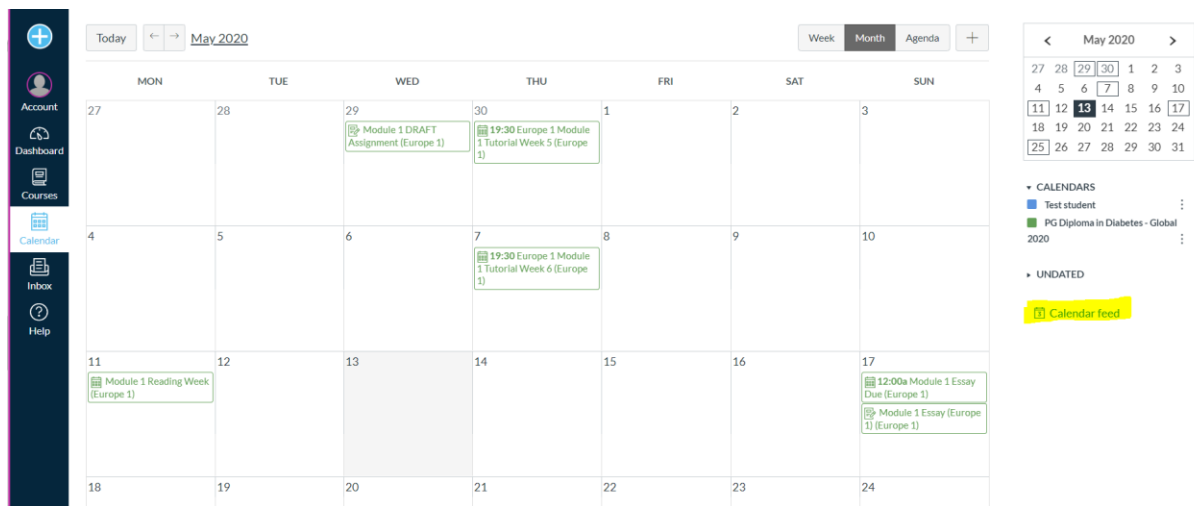 Account
Dashboard
Courses
Calendar
Inbox
Help
Today ← → May 2020
Week Month Agenda +
MON TUE WED THU FRI SAT SUN
27 28 29 30 1 2 3
Module 1 DRAFT
Assignment (Europe 1)
19:30 Europe 1 Module
1 Tutorial Week 5 (Europe
1)
4 5 6 7 8 9 10
19:30 Europe 1 Module
1 Tutorial Week 6 (Europe
1)
11 12 13 14 15 16 17
Module 1 Reading Week
(Europe 1)
12:00a Module 1 Essay
Due (Europe 1)
Module 1 Essay (Europe
1) (Europe 1)
18 19 20 21 22 23 24
< May 2020 >
27 28 29 30 1 2 3
4 5 6 7 8 9 10
11 12 13 14 15 16 17
18 19 20 21 22 23 24
25 26 27 28 29 30 31
CALENDARS
Test student
PG Diploma in Diabetes - Global
2020
UNDATED
Calendar feed